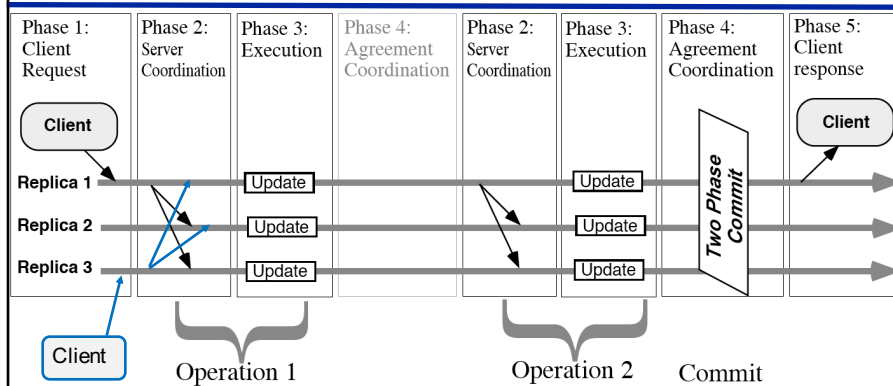 Phase 1:
Client
Request
Phase 2:
Server
Coordination
Phase 3:
Execution
Phase 4:
Agreement
Coordination
Phase 2:
Server
Coordination
Phase 3:
Execution
Phase 4:
Agreement
Coordination
Phase 5:
Client
response
Client
Client
Replica 1
Update
Update
Replica 2
Update
Update
Replica 3
Update
Update
Two Phase
Commit
Client
Operation 1
Operation 2
Commit